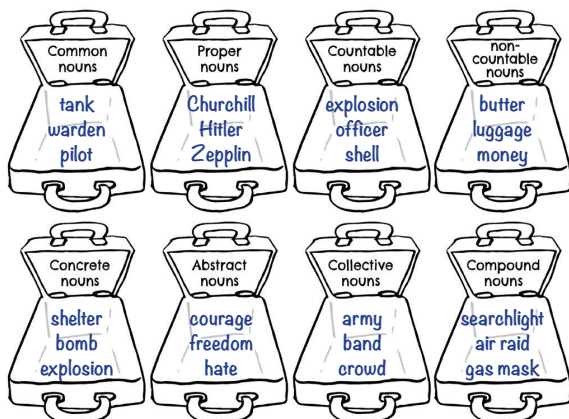 Common
nouns
tank
warden
pilot
Proper
nouns
Churchill
Hitler
Zepplin
Countable
nouns
explosion
officer
shell
non-
countable
nouns
butter
luggage
money
Concrete
nouns
shelter
bomb
explosion
Abstract
nouns
courage
freedom
hate
Collective
nouns
army
band
crowd
Compound
nouns
searchlight
air raid
gas mask